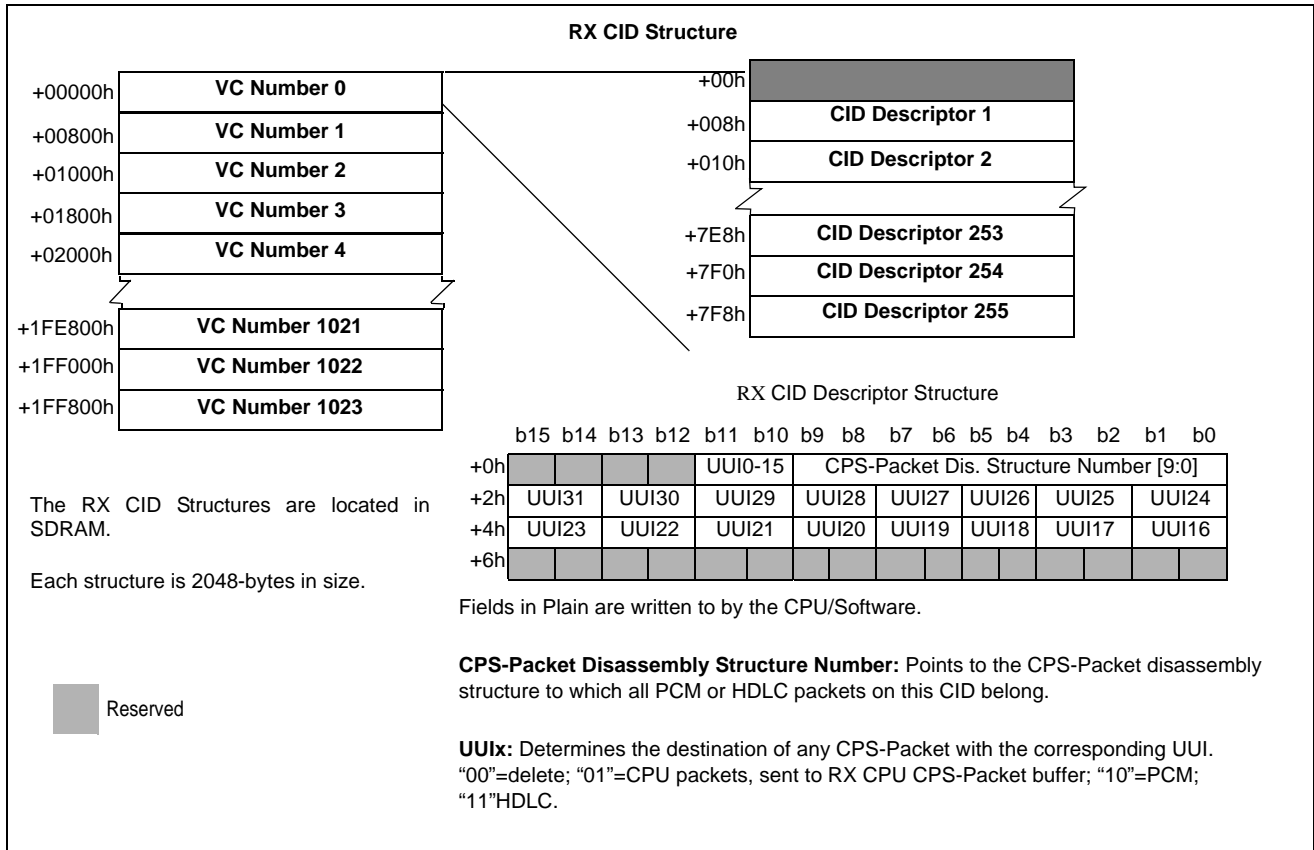 RX CID Structure
+00000h VC Number 0
+00800h VC Number 1
+01000h VC Number 2
+01800h VC Number 3
+02000h VC Number 4
+1FE800h VC Number 1021
+1FF000h VC Number 1022
+1FF800h VC Number 1023
+00h
+008h CID Descriptor 1
+010h CID Descriptor 2
+7E8h CID Descriptor 253
+7F0h CID Descriptor 254
+7F8h CID Descriptor 255
The RX CID Structures are located in
SDRAM.
Each structure is 2048-bytes in size.
Reserved
RX CID Descriptor Structure
b15 b14 b13 b12 b11 b10 b9 b8 b7 b6 b5 b4 b3 b2 b1 b0
+0h UUI0-15 CPS-Packet Dis. Structure Number [9:0]
+2h UUI31 UUI30 UUI29 UUI28 UUI27 UUI26 UUI25 UUI24
+4h UUI23 UUI22 UUI21 UUI20 UUI19 UUI18 UUI17 UUI16
+6h
Fields in Plain are written to by the CPU/Software.
CPS-Packet Disassembly Structure Number: Points to the CPS-Packet disassembly
structure to which all PCM or HDLC packets on this CID belong.
UUIx: Determines the destination of any CPS-Packet with the corresponding UUI.
“00”=delete; “01”=CPU packets, sent to RX CPU CPS-Packet buffer; “10”=PCM;
“11”HDLC.